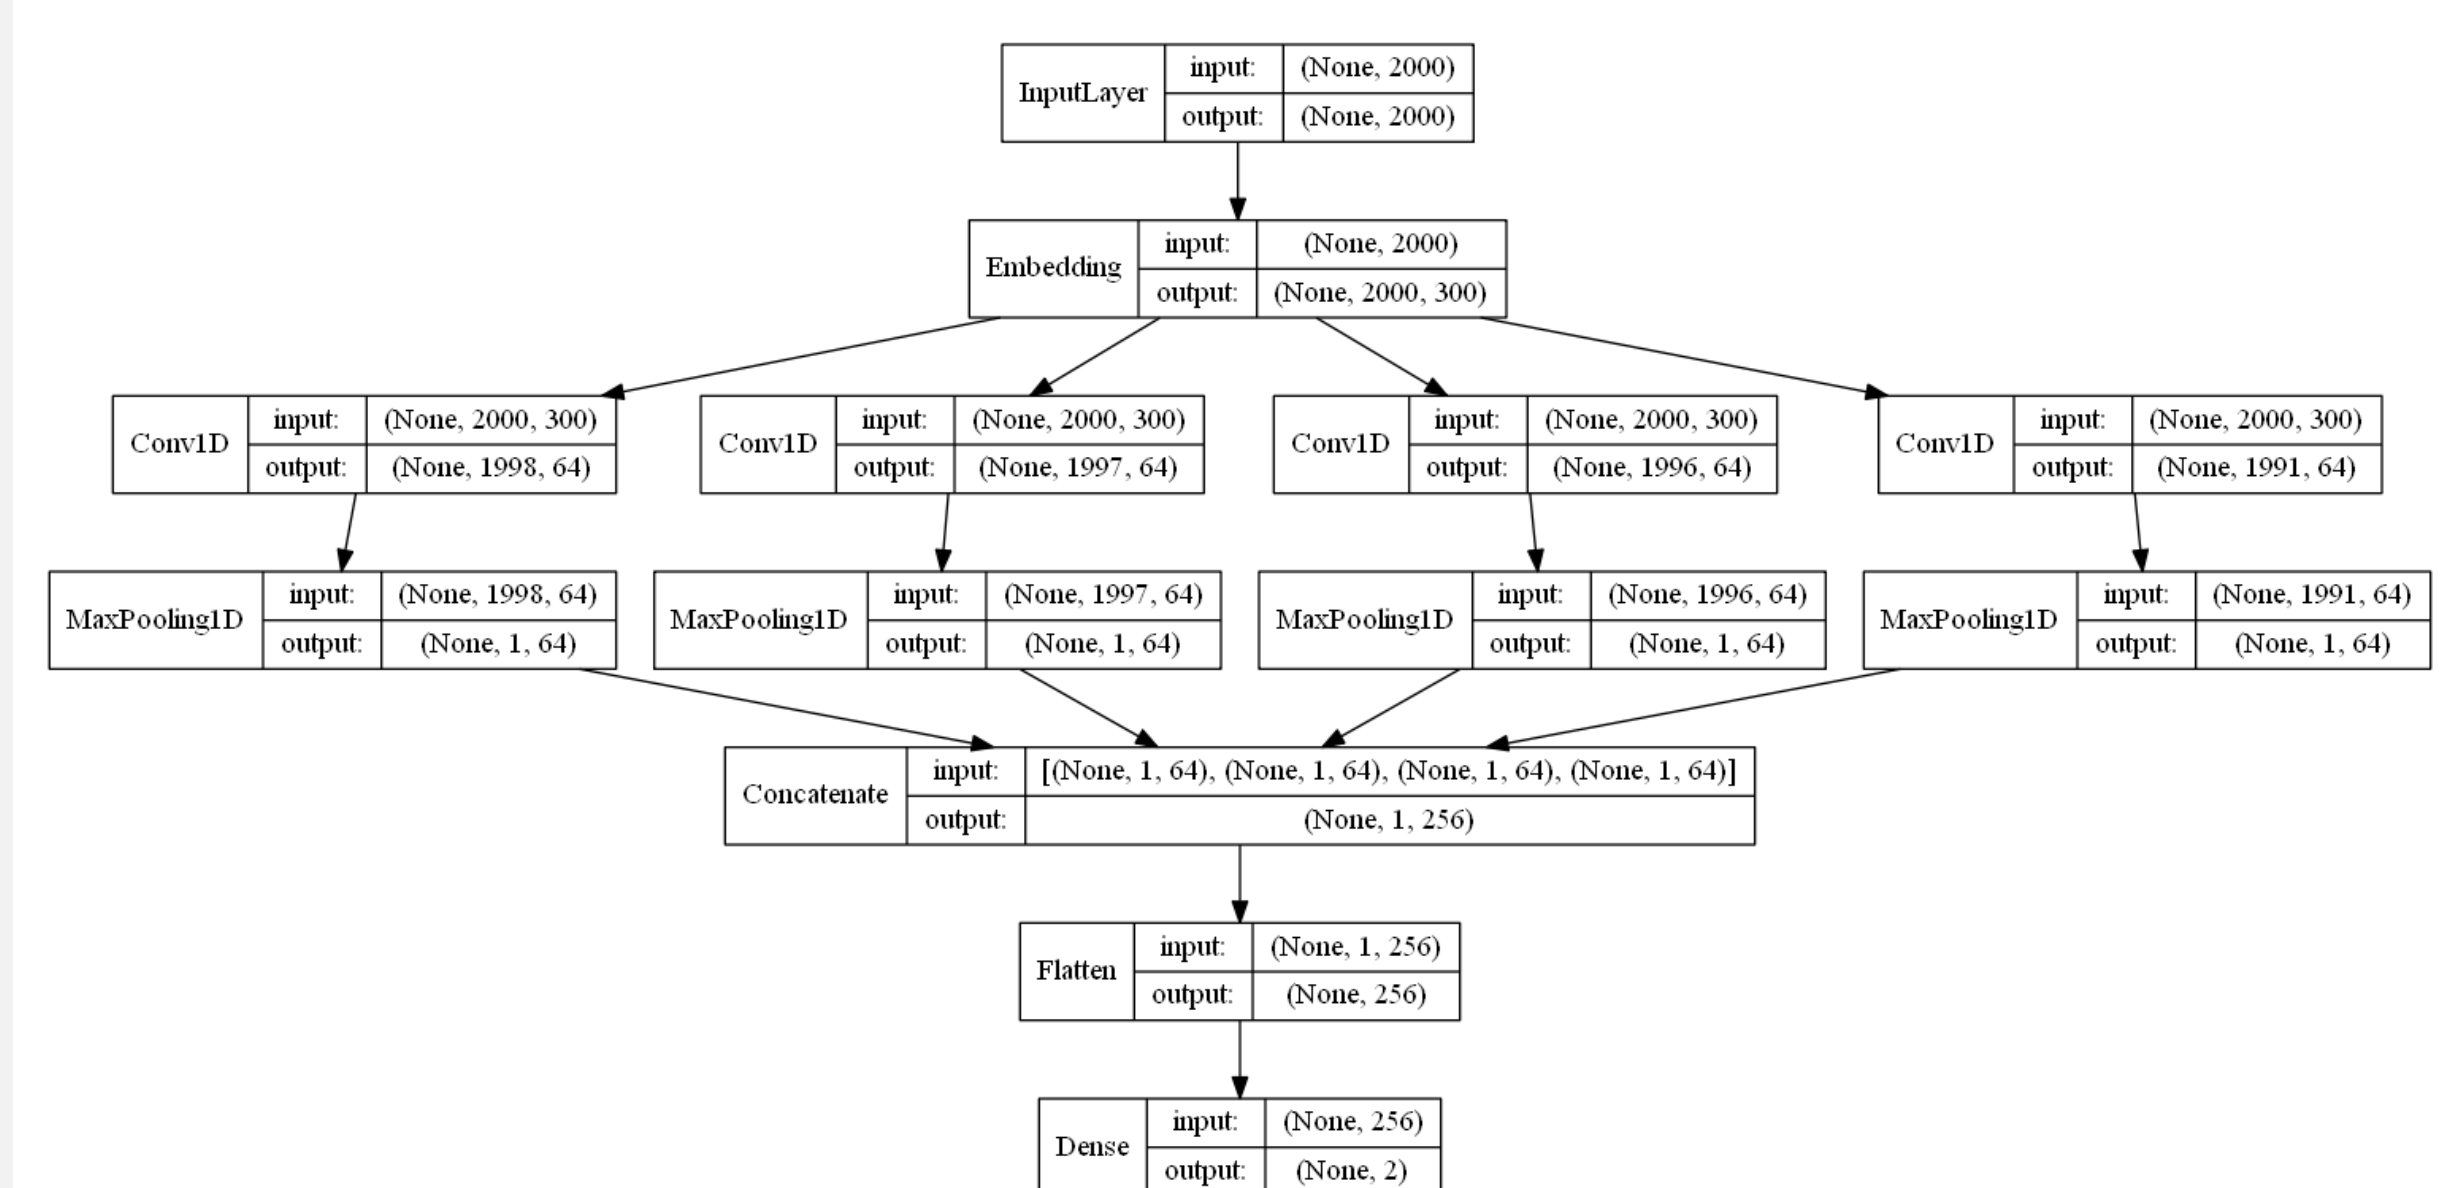 InputLayer
input: (None, 2000)
output: (None, 2000)
Embedding
input: (None, 2000)
output: (None, 2000, 300)
Conv1D
input: (None, 2000, 300)
output: (None, 1998, 64)
Conv1D
input: (None, 2000, 300)
output: (None, 1997, 64)
Conv1D
input: (None, 2000, 300)
output: (None, 1996, 64)
Conv1D
input: (None, 2000, 300)
output: (None, 1991, 64)
MaxPooling1D
input: (None, 1998, 64)
output: (None, 1, 64)
MaxPooling1D
input: (None, 1997, 64)
output: (None, 1, 64)
MaxPooling1D
input: (None, 1996, 64)
output: (None, 1, 64)
MaxPooling1D
input: (None, 1991, 64)
output: (None, 1, 64)
Concatenate
input: [(None, 1, 64), (None, 1, 64), (None, 1, 64), (None, 1, 64)]
output: (None, 1, 256)
Flatten
input: (None, 1, 256)
output: (None, 256)
Dense
input: (None, 256)
output: (None, 2)